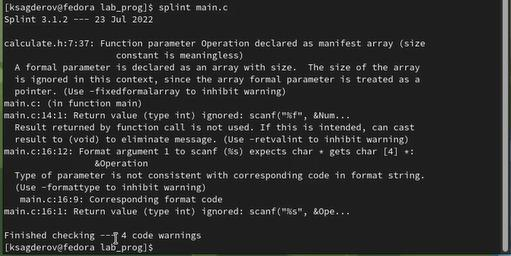 [ksagderov@fedora lab_prog]$ splint main.c
Splint 3.1.2 --- 23 Jul 2022
calculate.h:7:37: Function parameter Operation declared as manifest array (size
constant is meaningless)
A formal parameter is declared as an array with size.  The size of the array
is ignored in this context, since the array formal parameter is treated as a
pointer. (Use -fixedformalarray to inhibit warning)
main.c: (in function main)
main.c:14:1: Return value (type int) ignored: scanf("%f", &Num...
Result returned by function call is not used. If this is intended, can cast
result to (void) to eliminate message. (Use -retvalint to inhibit warning)
main.c:16:12: Format argument 1 to scanf (%s) expects char * gets char [4] *:
&Operation
Type of parameter is not consistent with corresponding code in format string.
(Use -formattype to inhibit warning)
main.c:16:9: Corresponding format code
main.c:16:1: Return value (type int) ignored: scanf("%s", &Ope...
Finished checking --- 4 code warnings
[ksagderov@fedora lab_prog]$